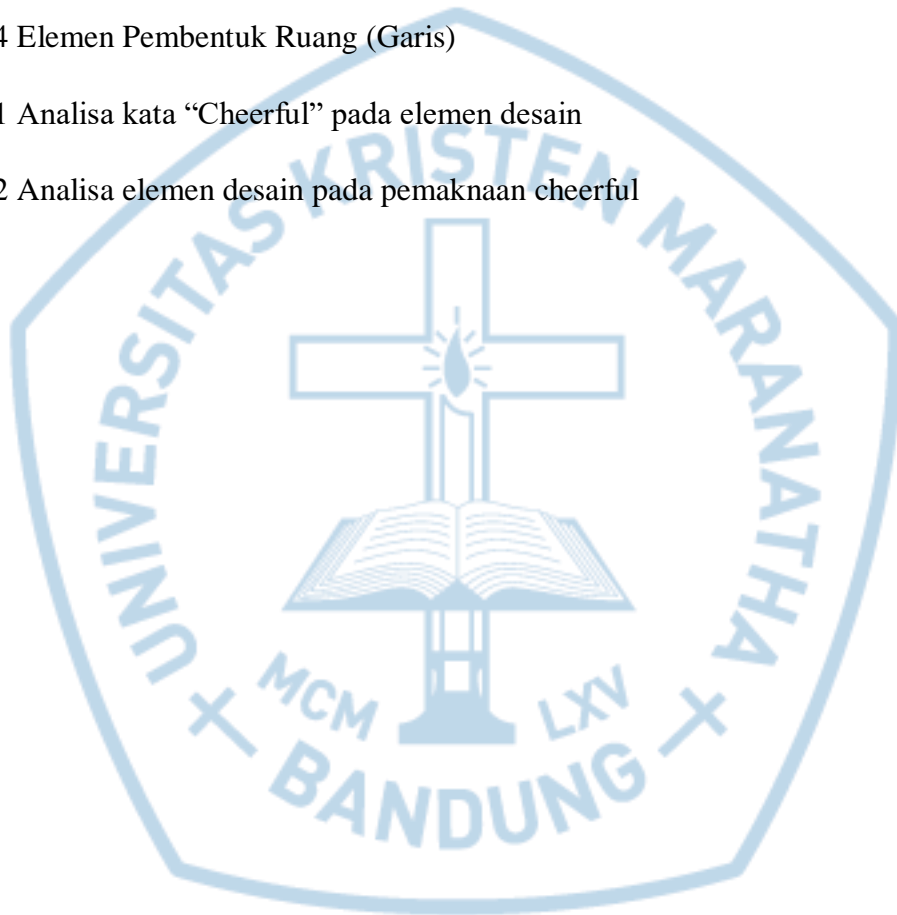 4 Elemen Pembentuk Ruang (Garis)
1 Analisa kata “Cheerful” pada elemen desain
2 Analisa elemen desain pada pemaknaan cheerful
UNIVERSITAS KRISTEN MARANATHA
MCM LXV
BANDUNG